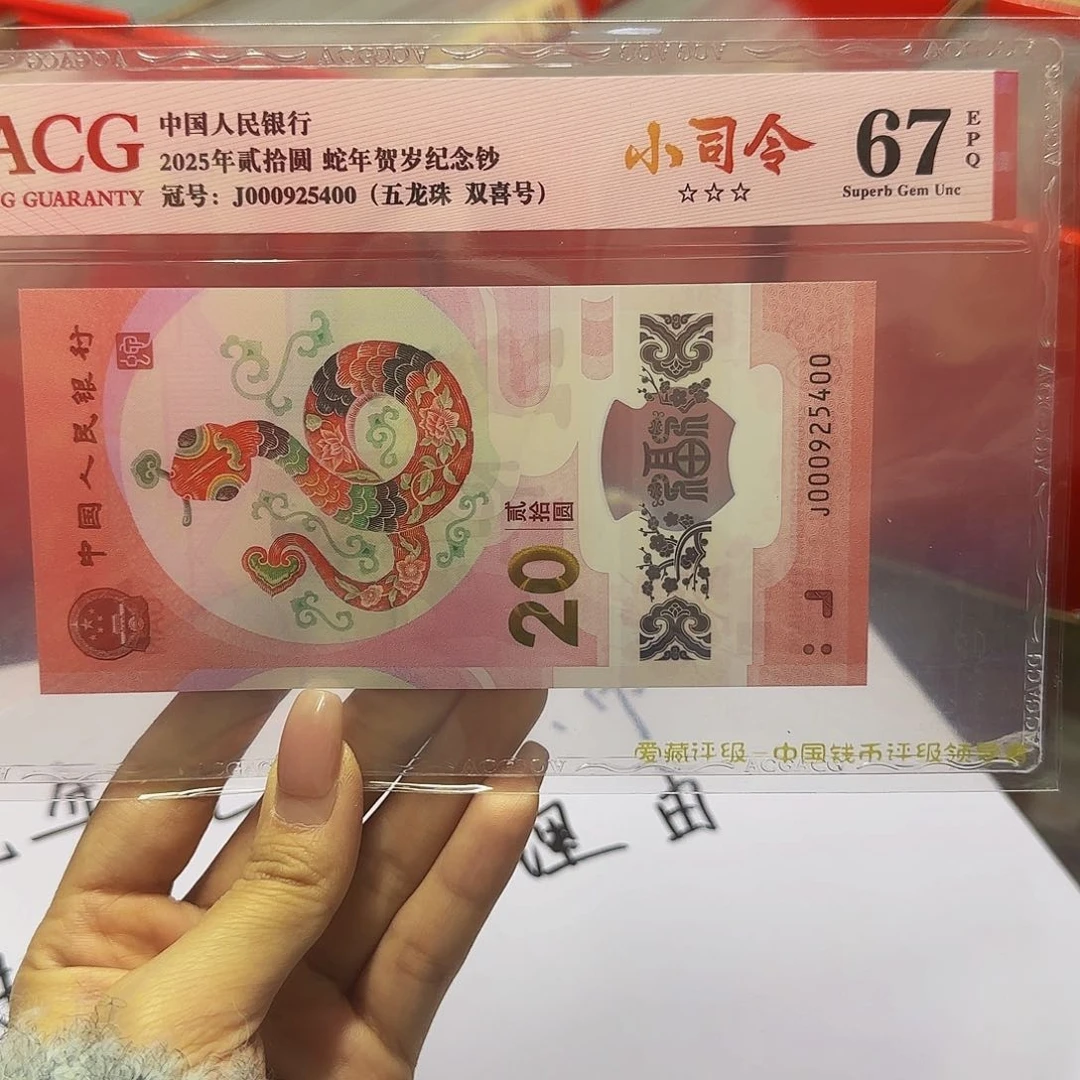 ACG
G GUARANTY
中国人民银行
2025年贰拾圆 蛇年贺岁纪念钞
冠号：J000925400（五龙珠 双喜号）
小司令
☆☆☆
67
EPQ
Superb Gem Unc
中国人民银行
蛇
贰拾圆
20
福
J000925400
爱藏评级－中国钱币评级领导者
ACGACG